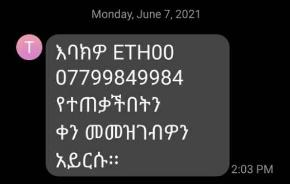 Monday, June 7, 2021
T
እባክዎ ETH00
07799849984
የተጠቃችበትን
ቀን መመዝገብዎን
አይርሱ።
2:03 PM